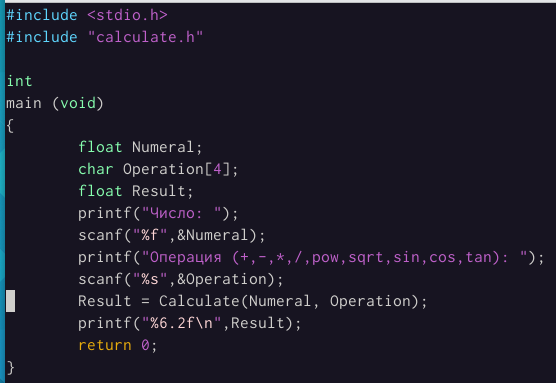 #include <stdio.h>
#include "calculate.h"

int
main (void)
{
        float Numeral;
        char Operation[4];
        float Result;
        printf("Число: ");
        scanf("%f",&Numeral);
        printf("Операция (+,-,*,/,pow,sqrt,sin,cos,tan): ");
        scanf("%s",&Operation);
        Result = Calculate(Numeral, Operation);
        printf("%6.2f\n",Result);
        return 0;
}